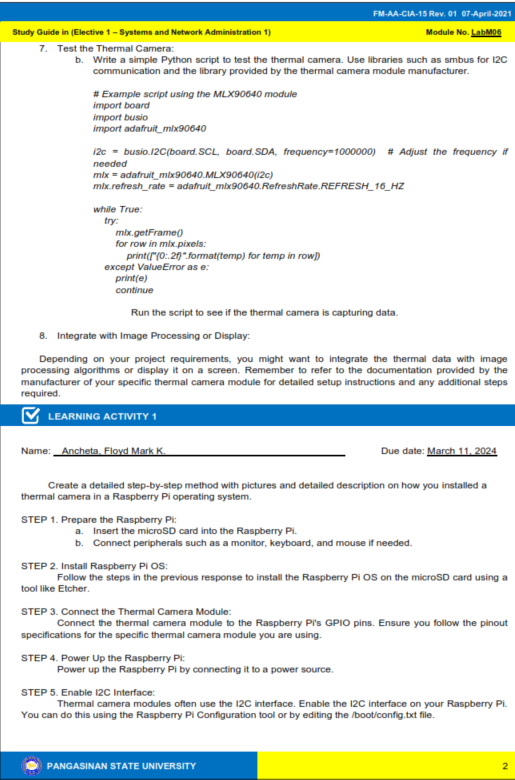 FM-AA-CIA-15 Rev. 01 07-April-2021
Study Guide in (Elective 1 – Systems and Network Administration 1) Module No. LabM06
7. Test the Thermal Camera:
b. Write a simple Python script to test the thermal camera. Use libraries such as smbus for I2C
communication and the library provided by the thermal camera module manufacturer.
# Example script using the MLX90640 module
import board
import busio
import adafruit_mlx90640
i2c = busio.I2C(board.SCL, board.SDA, frequency=1000000) # Adjust the frequency if
needed
mlx = adafruit_mlx90640.MLX90640(i2c)
mlx.refresh_rate = adafruit_mlx90640.RefreshRate.REFRESH_16_HZ
while True:
try:
mlx.getFrame()
for row in mlx.pixels:
print(["{0:.2f}".format(temp) for temp in row])
except ValueError as e:
print(e)
continue
Run the script to see if the thermal camera is capturing data.
8. Integrate with Image Processing or Display:
Depending on your project requirements, you might want to integrate the thermal data with image
processing algorithms or display it on a screen. Remember to refer to the documentation provided by the
manufacturer of your specific thermal camera module for detailed setup instructions and any additional steps
required.
LEARNING ACTIVITY 1
Name: Ancheta, Floyd Mark K. Due date: March 11, 2024
Create a detailed step-by-step method with pictures and detailed description on how you installed a
thermal camera in a Raspberry Pi operating system.
STEP 1. Prepare the Raspberry Pi:
a. Insert the microSD card into the Raspberry Pi.
b. Connect peripherals such as a monitor, keyboard, and mouse if needed.
STEP 2. Install Raspberry Pi OS:
Follow the steps in the previous response to install the Raspberry Pi OS on the microSD card using a
tool like Etcher.
STEP 3. Connect the Thermal Camera Module:
Connect the thermal camera module to the Raspberry Pi's GPIO pins. Ensure you follow the pinout
specifications for the specific thermal camera module you are using.
STEP 4. Power Up the Raspberry Pi:
Power up the Raspberry Pi by connecting it to a power source.
STEP 5. Enable I2C Interface:
Thermal camera modules often use the I2C interface. Enable the I2C interface on your Raspberry Pi.
You can do this using the Raspberry Pi Configuration tool or by editing the /boot/config.txt file.
PANGASINAN STATE UNIVERSITY 2